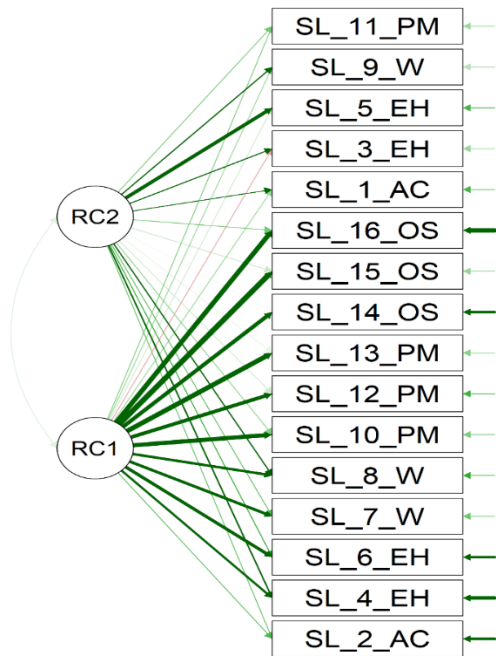 SL_11_PM
SL_9_W
SL_5_EH
SL_3_EH
SL_1_AC
RC2
SL_16_OS
SL_15_OS
SL_14_OS
SL_13_PM
SL_12_PM
SL_10_PM
RC1
SL_8_W
SL_7_W
SL_6_EH
SL_4_EH
SL_2_AC